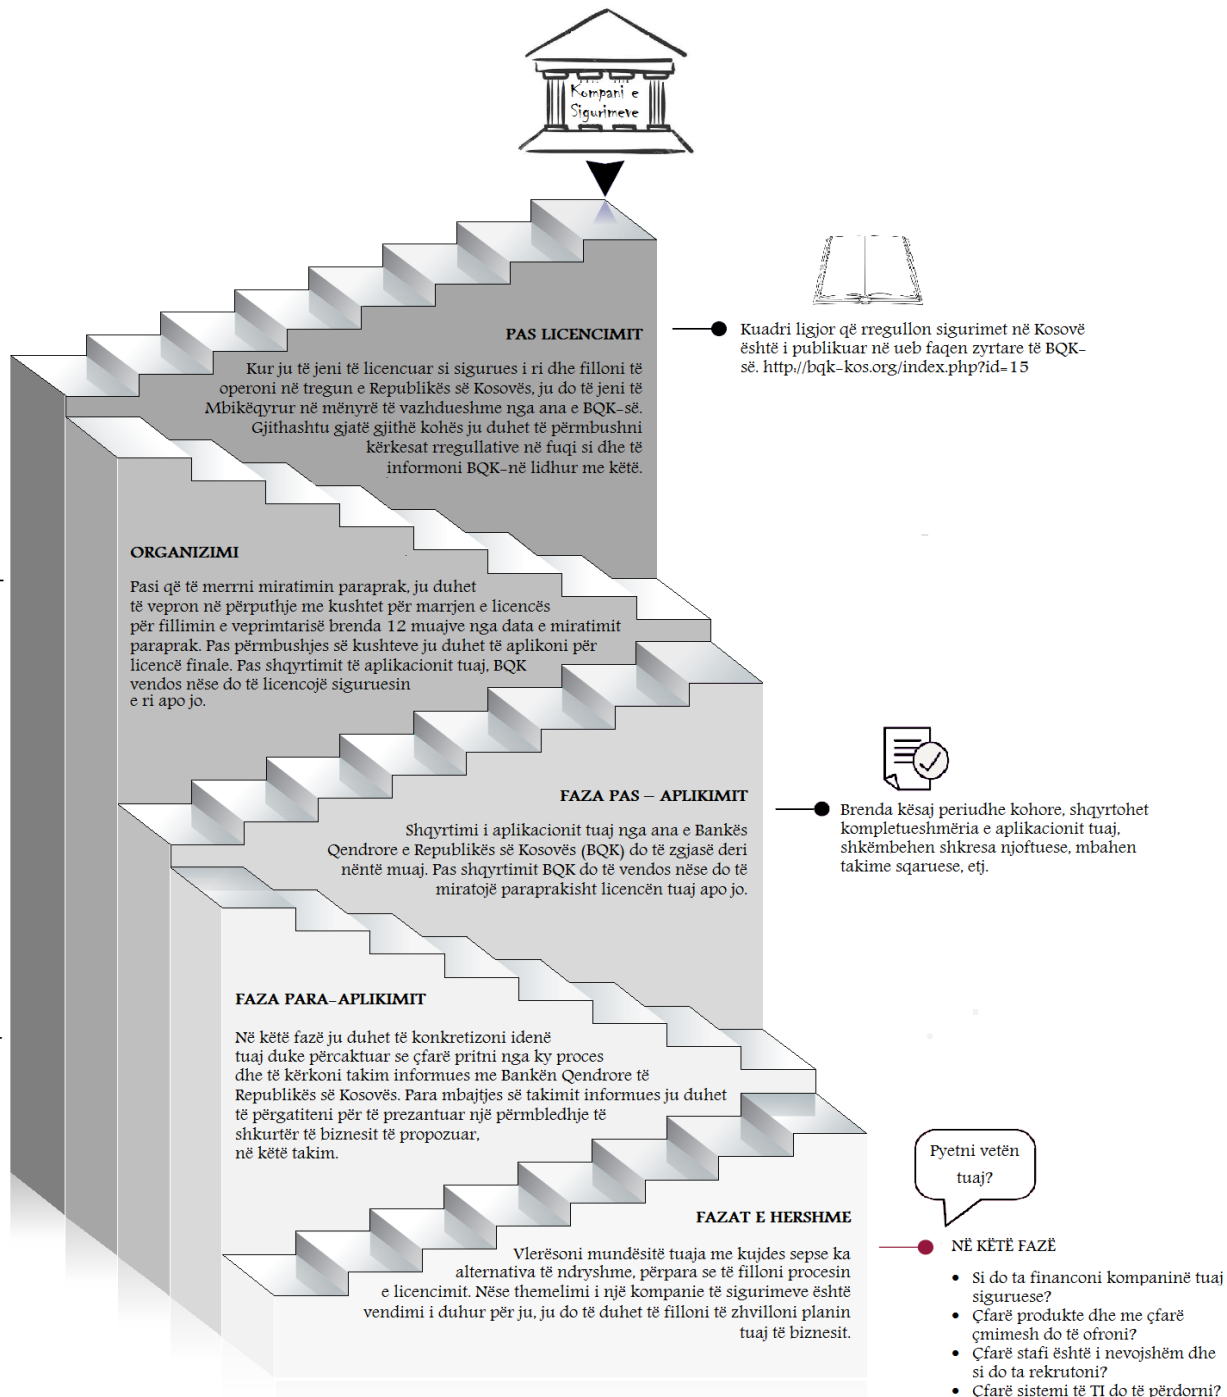 Kompani e
Sigurimeve
PAS LICENCIMIT
Kur ju të jeni të licencuar si sigurues i ri dhe filloni të
operoni në tregun e Republikës së Kosovës, ju do të jeni të
Mbikëqyrur në mënyrë të vazhdueshme nga ana e BQK-së.
Gjithashtu gjatë gjithë kohës ju duhet të përmbushni
kërkesat rregullative në fuqi si dhe të
informoni BQK-në lidhur me këtë.
Kuadri ligjor që rregullon sigurimet në Kosovë
është i publikuar në ueb faqen zyrtare të BQK-
së. http://bqk-kos.org/index.php?id=15
ORGANIZIMI
Pasi që të merrni miratimin paraprak, ju duhet
të vepron në përputhje me kushtet për marrjen e licencës
për fillimin e veprimtarisë brenda 12 muajve nga data e miratimit
paraprak. Pas përmbushjes së kushteve ju duhet të aplikoni për
licencë finale. Pas shqyrtimit të aplikacionit tuaj, BQK
vendos nëse do të licencojë siguruesin
e ri apo jo.
FAZA PAS – APLIKIMIT
Shqyrtimi i aplikacionit tuaj nga ana e Bankës
Qendrore e Republikës së Kosovës (BQK) do të zgjasë deri
nëntë muaj. Pas shqyrtimit BQK do të vendos nëse do të
miratojë paraprakisht licencën tuaj apo jo.
Brenda kësaj periudhe kohore, shqyrtohet
kompletueshmëria e aplikacionit tuaj,
shkëmbehen shkresa njoftuese, mbahen
takime sqaruese, etj.
FAZA PARA-APLIKIMIT
Në këtë fazë ju duhet të konkretizoni idenë
tuaj duke përcaktuar se çfarë pritni nga ky proces
dhe të kërkoni takim informues me Bankën Qendrore të
Republikës së Kosovës. Para mbajtjes së takimit informues ju duhet
të përgatiteni për të prezantuar një përmbledhje të
shkurtër të biznesit të propozuar,
në këtë takim.
FAZAT E HERSHME
Vlerësoni mundësitë tuaja me kujdes sepse ka
alternativa të ndryshme, përpara se të filloni procesin
e licencimit. Nëse themelimi i një kompanie të sigurimeve është
vendimi i duhur për ju, ju do të duhet të filloni të zhvilloni planin
tuaj të biznesit.
Pyetni vetën
tuaj?
NË KËTË FAZË
• Si do ta financoni kompaninë tuaj
siguruese?
• Çfarë produkte dhe me çfarë
çmimesh do të ofroni?
• Çfarë stafi është i nevojshëm dhe
si do ta rekrutoni?
• Çfarë sistemi të TI do të përdorni?